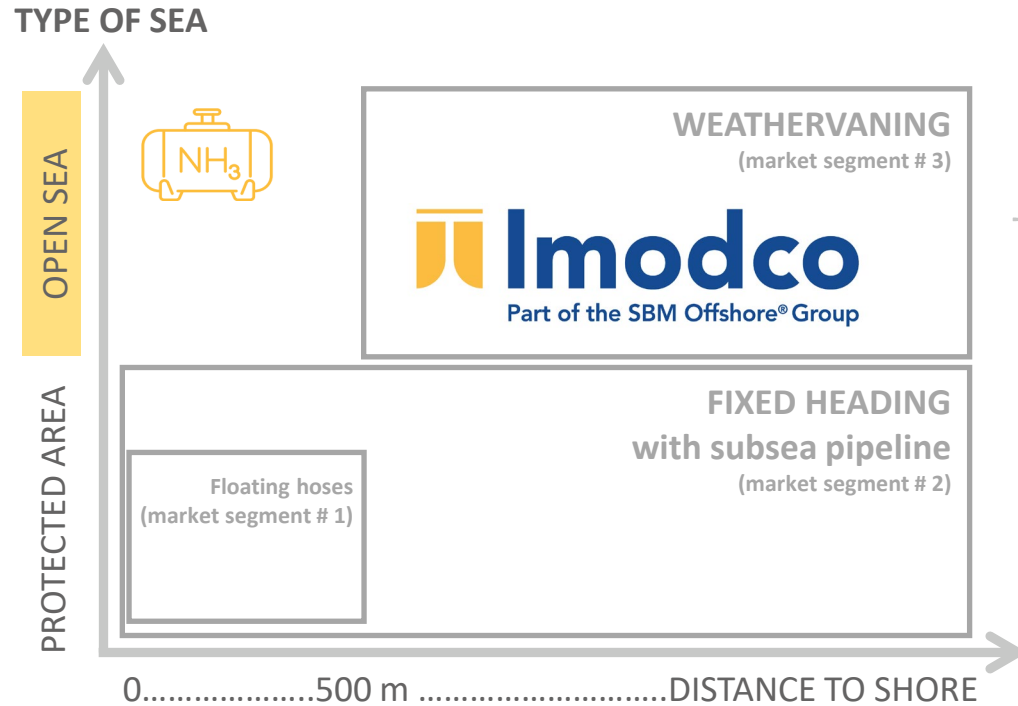 TYPE OF SEA
OPEN SEA
NH₃
WEATHERVANING
(market segment # 3)
Imodco
Part of the SBM Offshore® Group
PROTECTED AREA
FIXED HEADING
with subsea pipeline
(market segment # 2)
Floating hoses
(market segment # 1)
0..................500 m ..........................DISTANCE TO SHORE